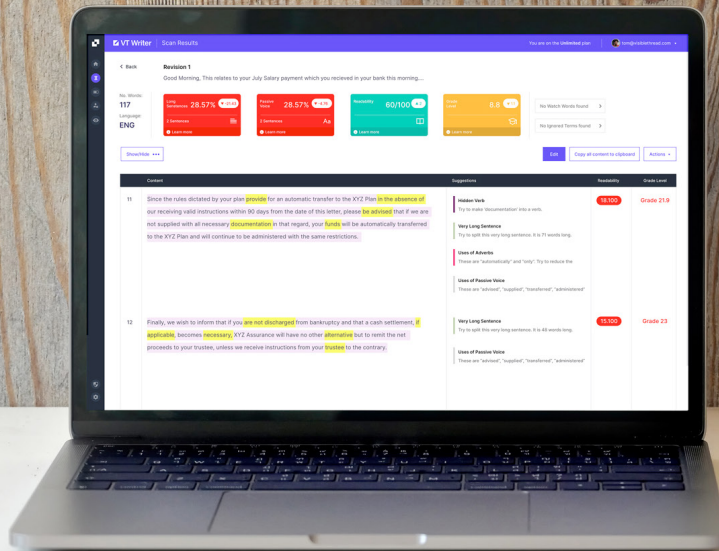 VT Writer Scan Results
You are on the Unlimited plan
Back
Revision 1
Good Morning, This relates to your July Salary payment which you recieved in your bank this morning....
No. Words:
117
Language:
ENG
Long Sentences 28.57%
2 Sentences
Learn more
Passive Voice 28.57%
2 Sentences Aa
Learn more
Readability 60/100
Learn more
8.8
Learn more
No Watch Words found
No Ignored Terms found
Show/Hide
Edit
Copy all content to clipboard
Actions
Content Suggestions Readability Grade Level
11
Since the rules dictated by your plan provide for an automatic transfer to the XYZ Plan in the absence of
our receiving valid instructions within 90 days from the date of this letter, please be advised that if we are
not supplied with all necessary documentation in that regard, your funds will be automatically transferred
to the XYZ Plan and will continue to be administered with the same restrictions.
Hidden Verb
Try to make 'documentation' into a verb.
Very Long Sentence
Try to split this very long sentence. It is 71 words long.
Uses of Adverbs
These are "automatically" and "only". Try to reduce the
Uses of Passive Voice
These are "advised", "supplied", "transferred", "administered"
18.100
Grade 21.9
12
Finally, we wish to inform that if you are not discharged from bankruptcy and that a cash settlement, if
applicable, becomes necessary, XYZ Assurance will have no other alternative but to remit the net
proceeds to your trustee, unless we receive instructions from your trustee to the contrary.
Very Long Sentence
Try to split this very long sentence. It is 49 words long.
Uses of Passive Voice
These are "advised", "supplied", "transferred", "administered"
15.100
Grade 23